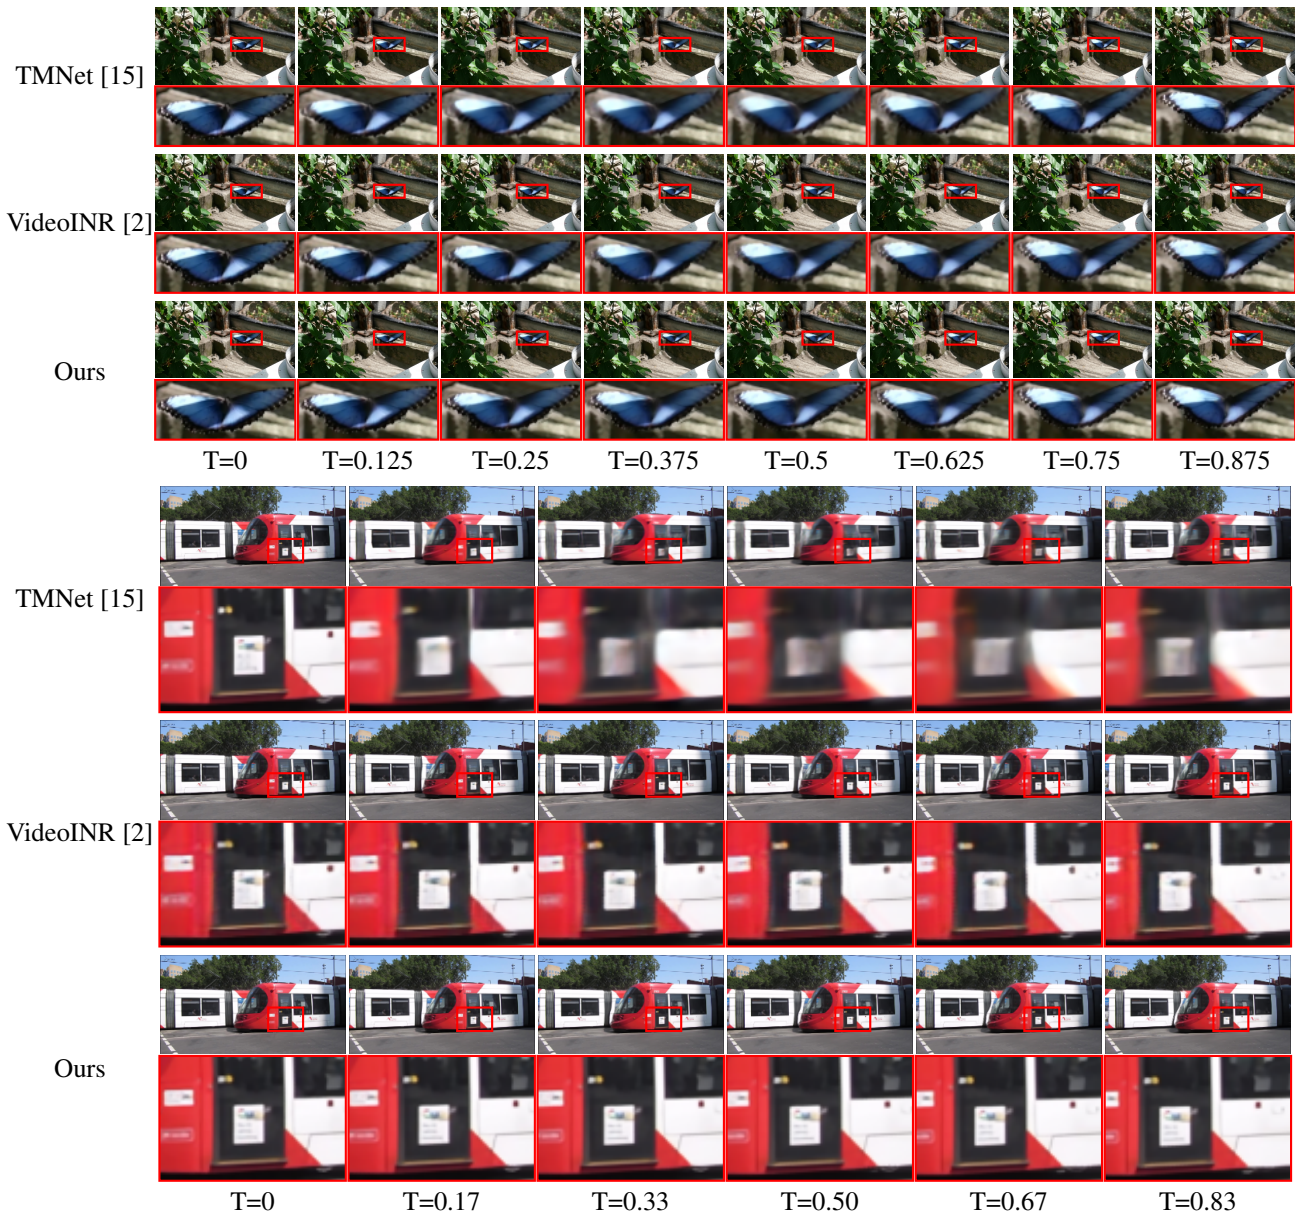 TMNet [15]
VideoINR [2]
Ours
T=0 T=0.125 T=0.25 T=0.375 T=0.5 T=0.625 T=0.75 T=0.875
TMNet [15]
VideoINR [2]
Ours
T=0 T=0.17 T=0.33 T=0.50 T=0.67 T=0.83